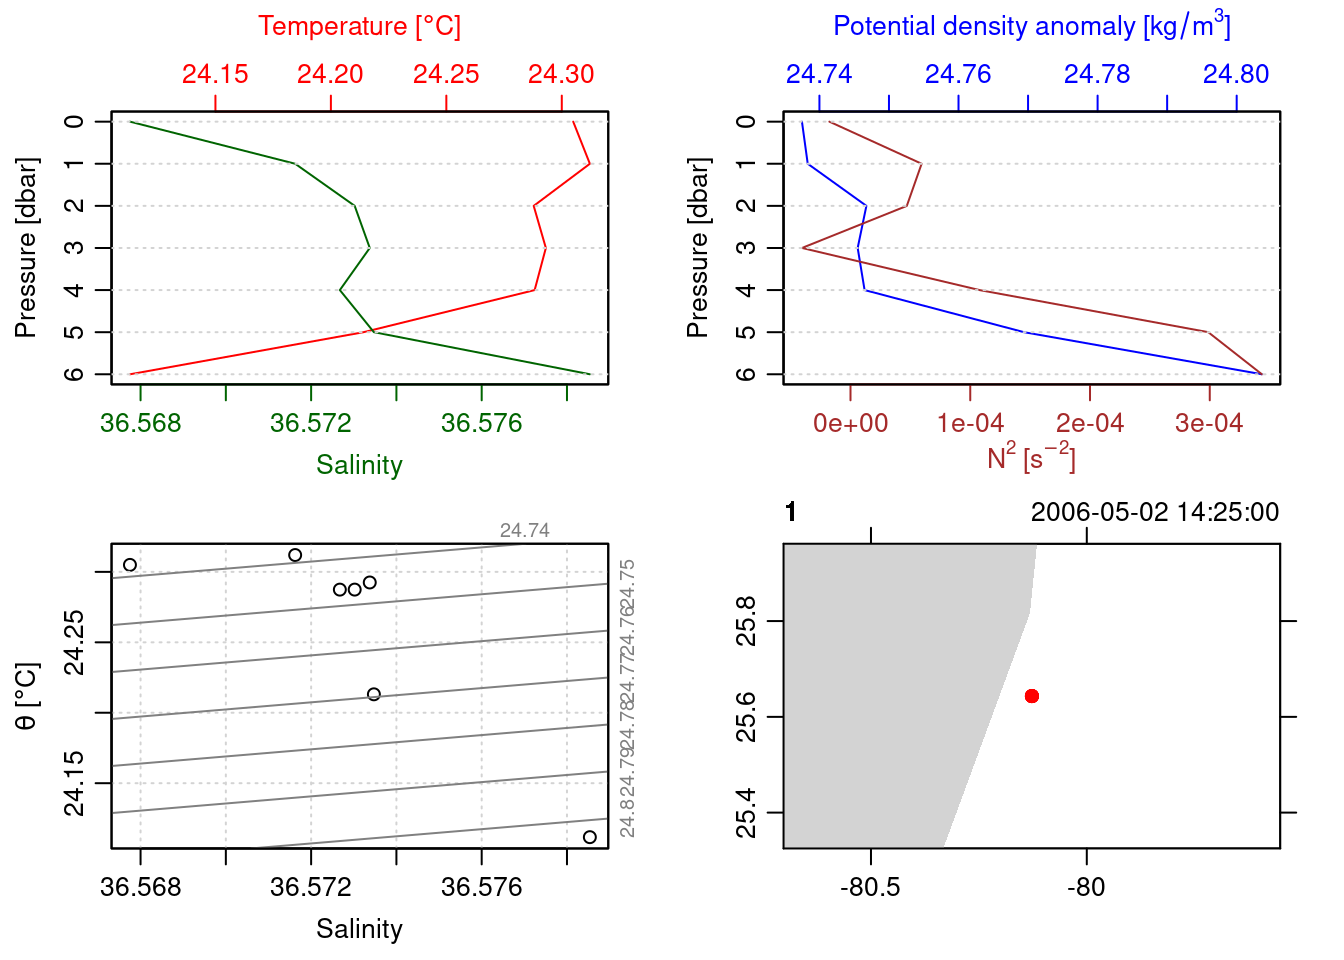 Temperature [°C]
24.15 24.20 24.25 24.30
Pressure [dbar]
0
1
2
3
4
5
6
36.568 36.572 36.576
Salinity
Potential density anomaly [kg/m³]
24.74 24.76 24.78 24.80
Pressure [dbar]
0
1
2
3
4
5
6
0e+00 1e-04 2e-04 3e-04
N² [s⁻²]
24.74
24.75
24.76
24.77
24.78
24.79
24.8
θ [°C]
24.25
24.15
36.568 36.572 36.576
Salinity
1 2006-05-02 14:25:00
25.8
25.6
25.4
-80.5 -80